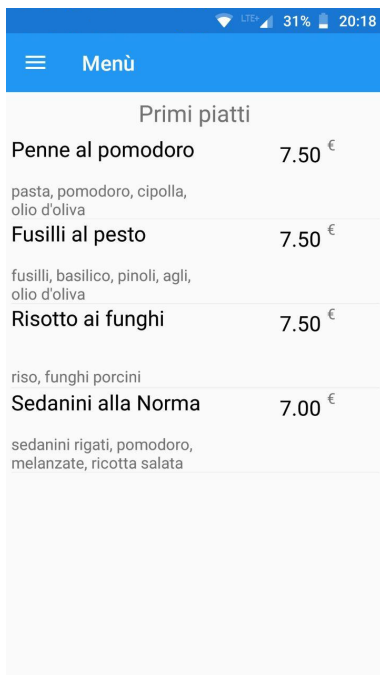 LTE+ 31% 20:18
Menù
Primi piatti
Penne al pomodoro 7.50 €
pasta, pomodoro, cipolla,
olio d'oliva
Fusilli al pesto 7.50 €
fusilli, basilico, pinoli, agli,
olio d'oliva
Risotto ai funghi 7.50 €
riso, funghi porcini
Sedanini alla Norma 7.00 €
sedanini rigati, pomodoro,
melanzate, ricotta salata